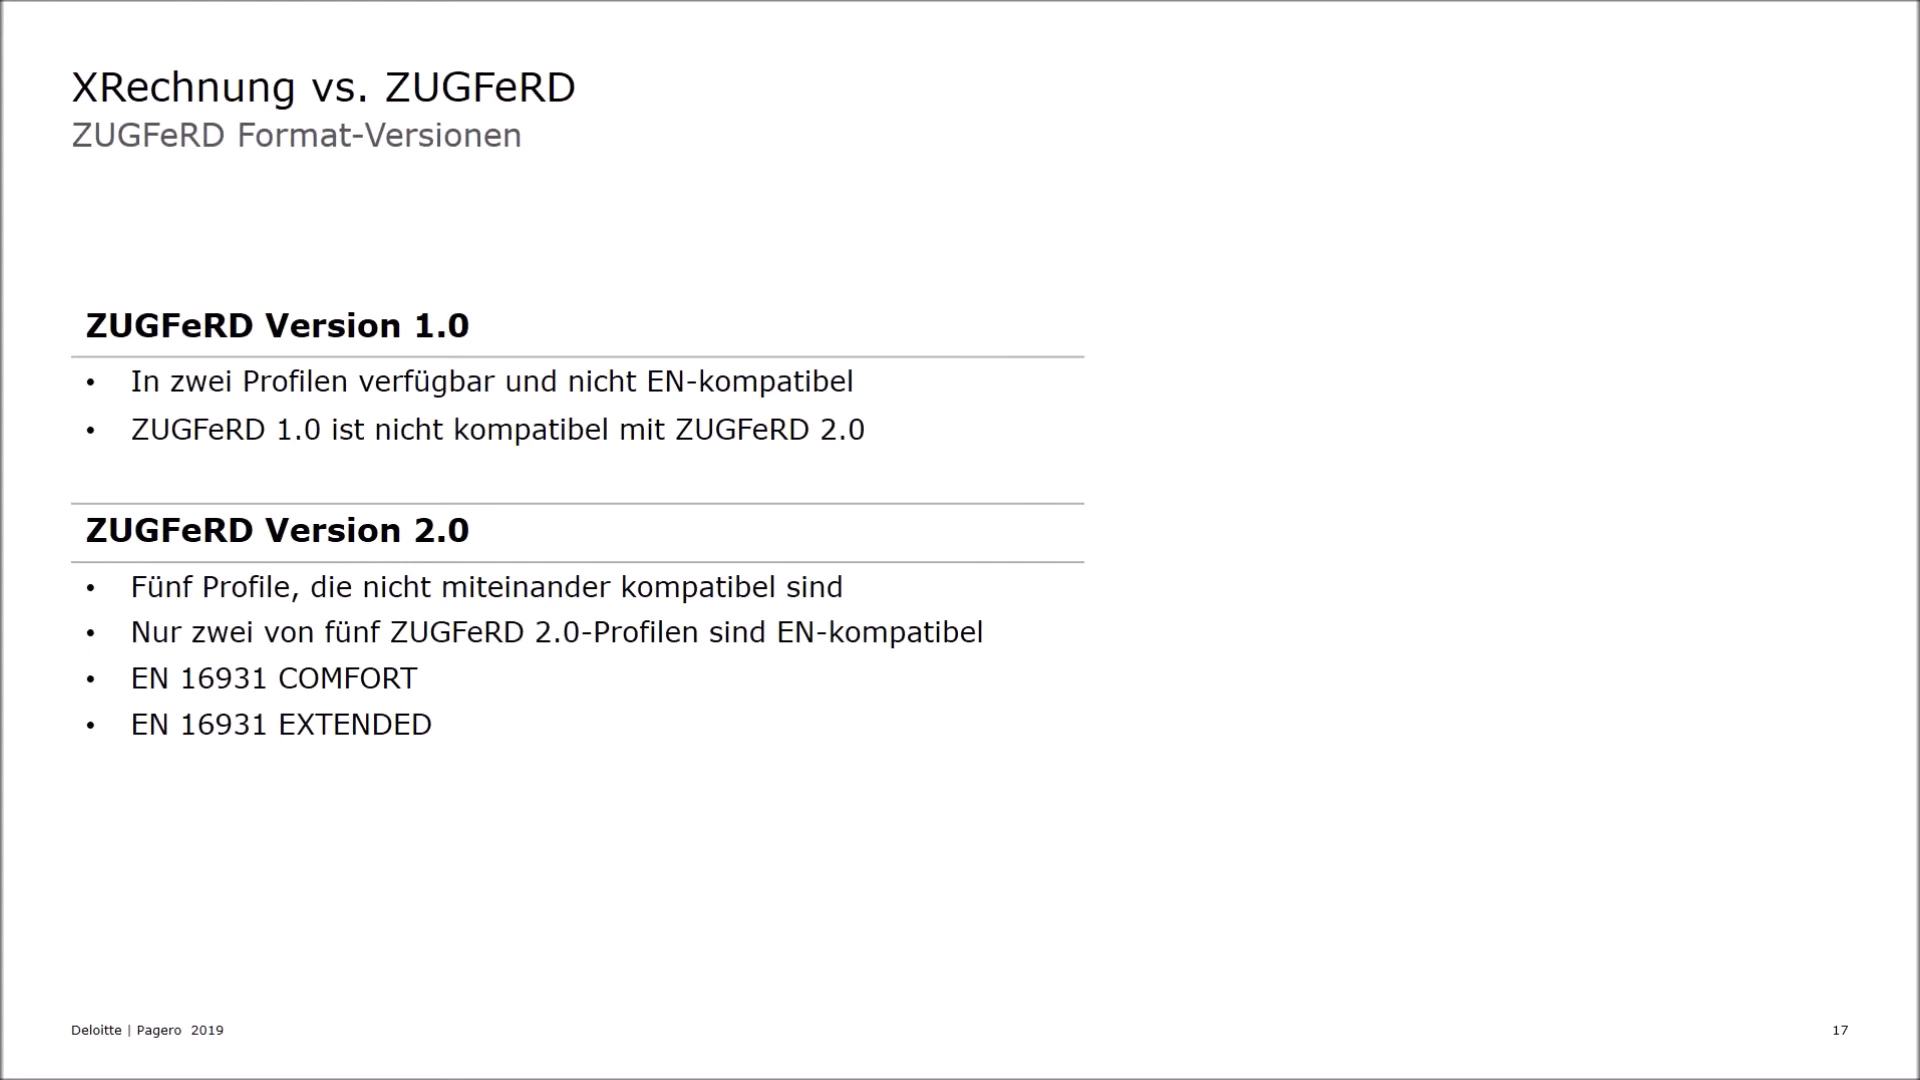 XRechnung vs. ZUGFeRD
ZUGFeRD Format-Versionen
ZUGFeRD Version 1.0
• In zwei Profilen verfügbar und nicht EN-kompatibel
• ZUGFeRD 1.0 ist nicht kompatibel mit ZUGFeRD 2.0
ZUGFeRD Version 2.0
• Fünf Profile, die nicht miteinander kompatibel sind
• Nur zwei von fünf ZUGFeRD 2.0-Profilen sind EN-kompatibel
• EN 16931 COMFORT
• EN 16931 EXTENDED
Deloitte | Pagero 2019
17